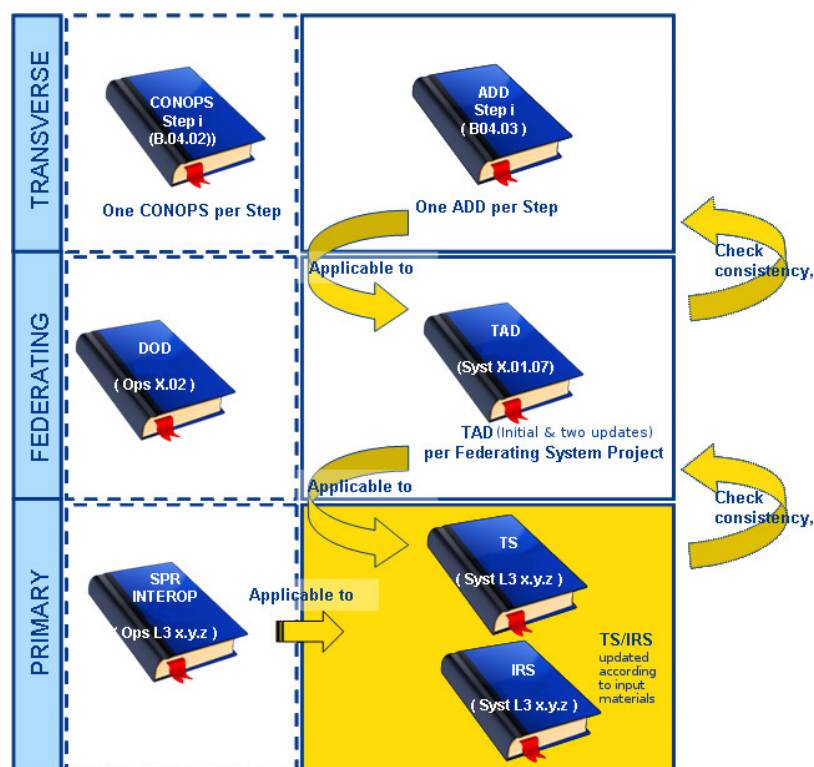 TRANSVERSE
CONOPS
Step i
(B.04.02))
One CONOPS per Step
ADD
Step i
( B04.03 )
One ADD per Step
Applicable to
Check
consistency,
FEDERATING
DOD
( Ops X.02 )
TAD
(Syst X.01.07)
TAD (Initial & two updates)
per Federating System Project
Applicable to
Check
consistency,
PRIMARY
SPR
INTEROP
( Ops L3 x.y.z )
Applicable to
TS
( Syst L3 x.y.z )
IRS
( Syst L3 x.y.z )
TS/IRS
updated
according
to input
materials